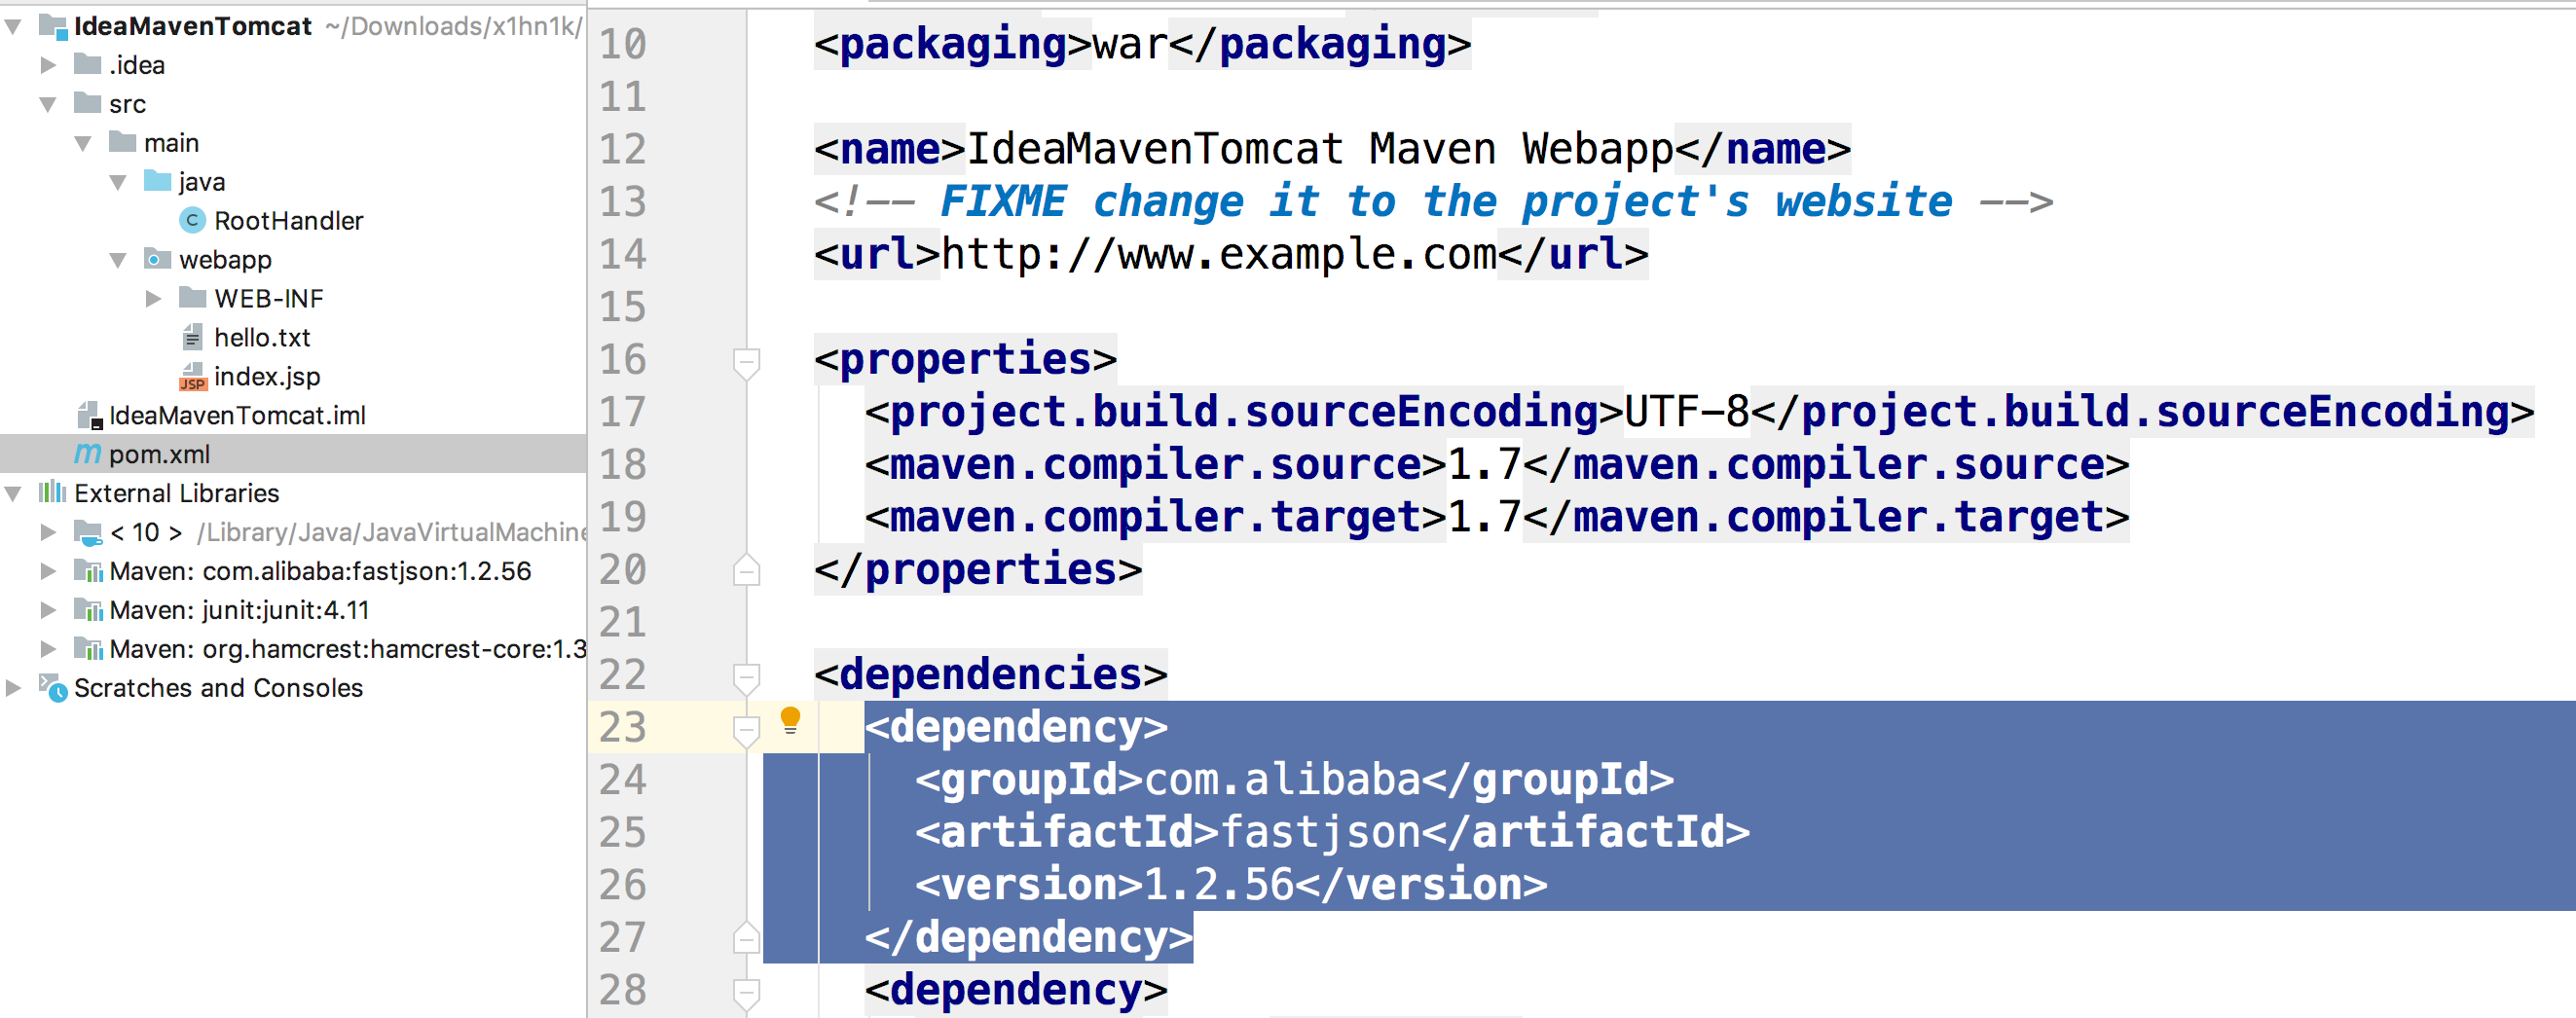 IdeaMavenTomcat ~/Downloads/x1hn1k/
.idea
src
main
java
C RootHandler
webapp
WEB-INF
hello.txt
JSP index.jsp
IdeaMavenTomcat.iml
m pom.xml
External Libraries
< 10 > /Library/Java/JavaVirtualMachine
Maven: com.alibaba:fastjson:1.2.56
Maven: junit:junit:4.11
Maven: org.hamcrest:hamcrest-core:1.3
Scratches and Consoles
10 <packaging>war</packaging>
11
12 <name>IdeaMavenTomcat Maven Webapp</name>
13 <!-- FIXME change it to the project's website -->
14 <url>http://www.example.com</url>
15
16 <properties>
17 <project.build.sourceEncoding>UTF-8</project.build.sourceEncoding>
18 <maven.compiler.source>1.7</maven.compiler.source>
19 <maven.compiler.target>1.7</maven.compiler.target>
20 </properties>
21
22 <dependencies>
23 <dependency>
24 <groupId>com.alibaba</groupId>
25 <artifactId>fastjson</artifactId>
26 <version>1.2.56</version>
27 </dependency>
28 <dependency>